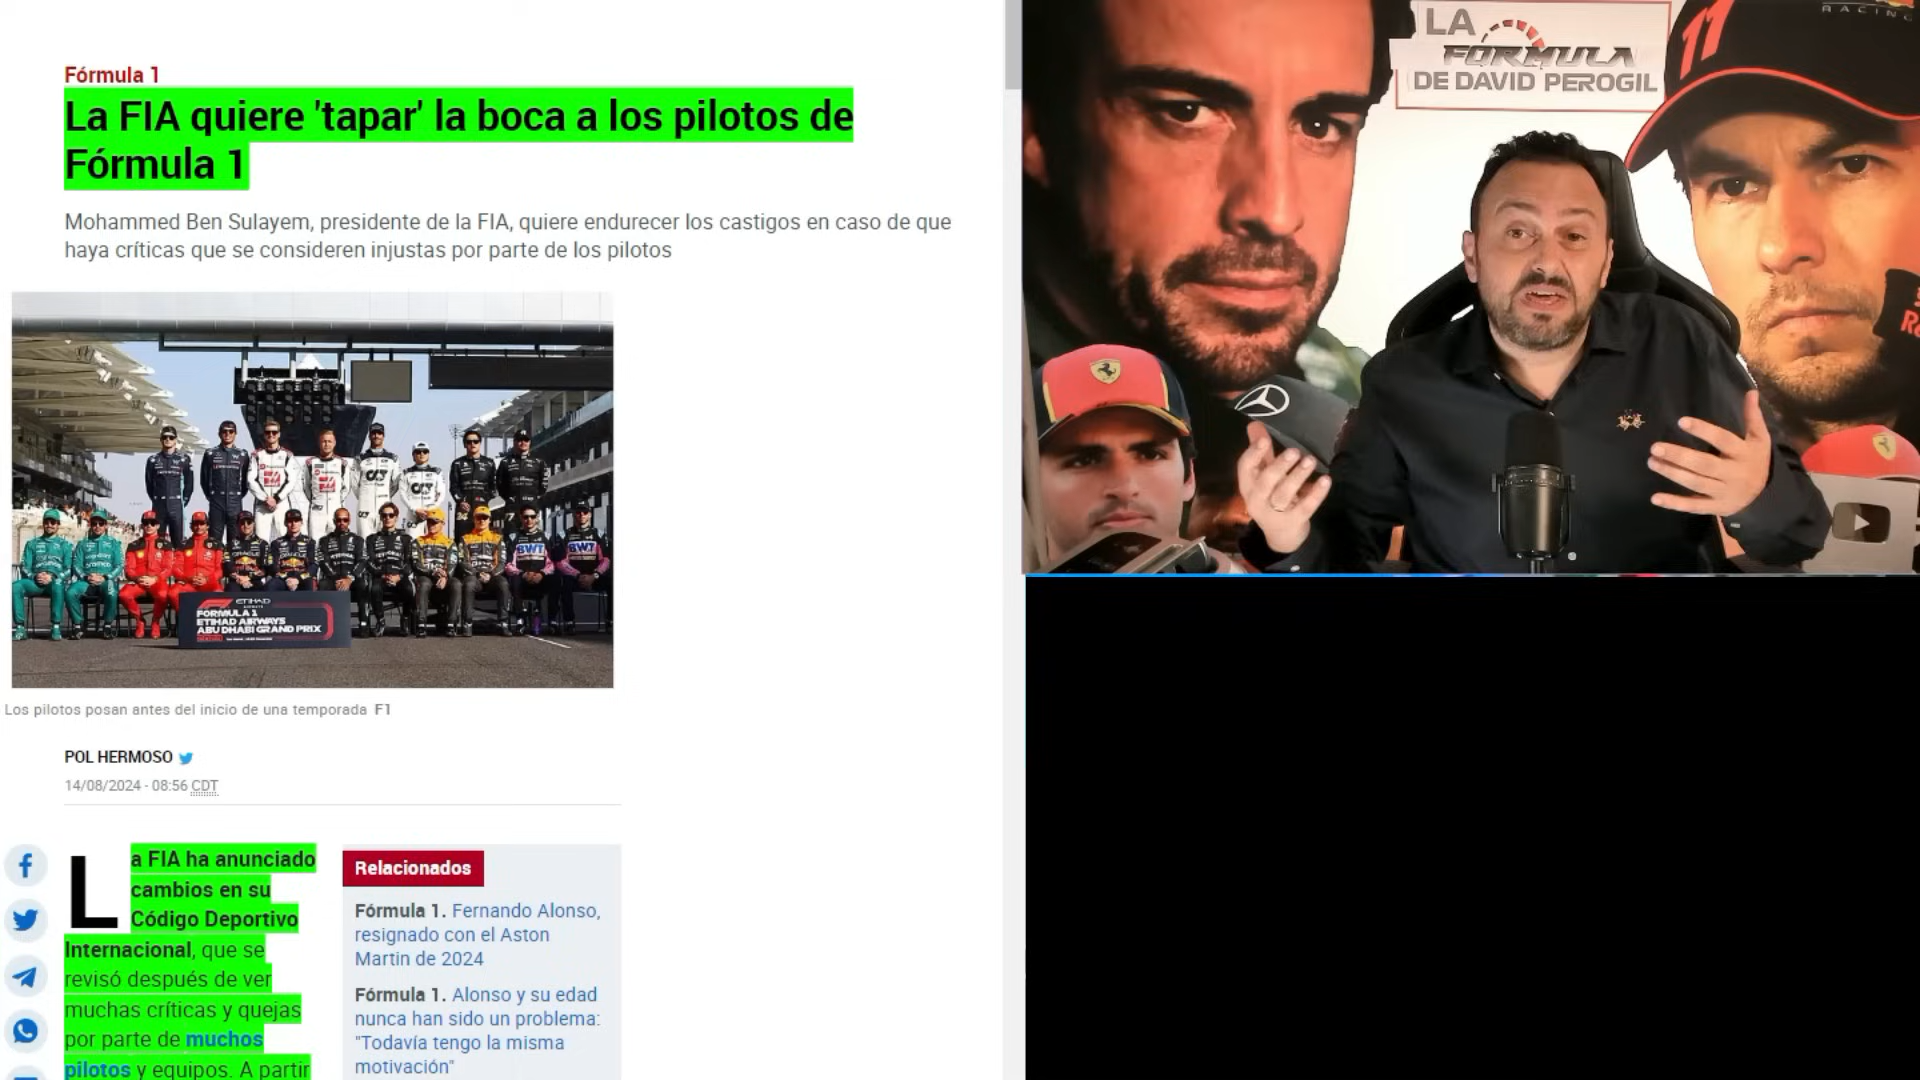 Fórmula 1
La FIA quiere 'tapar' la boca a los pilotos de
Fórmula 1
Mohammed Ben Sulayem, presidente de la FIA, quiere endurecer los castigos en caso de que
haya críticas que se consideren injustas por parte de los pilotos
ETIHAD
FORMULA 1
ETIHAD AIRWAYS
ABU DHABI GRAND PRIX
BWT
BWT
Los pilotos posan antes del inicio de una temporada F1
POL HERMOSO
14/08/2024 - 08:56 CDT
La FIA ha anunciado
cambios en su
Código Deportivo
Internacional, que se
revisó después de ver
muchas críticas y quejas
por parte de muchos
pilotos y equipos. A partir
Relacionados
Fórmula 1. Fernando Alonso,
resignado con el Aston
Martin de 2024
Fórmula 1. Alonso y su edad
nunca han sido un problema:
"Todavía tengo la misma
motivación"
LA
FÓRMULA
DE DAVID PEROGIL
11
RACING